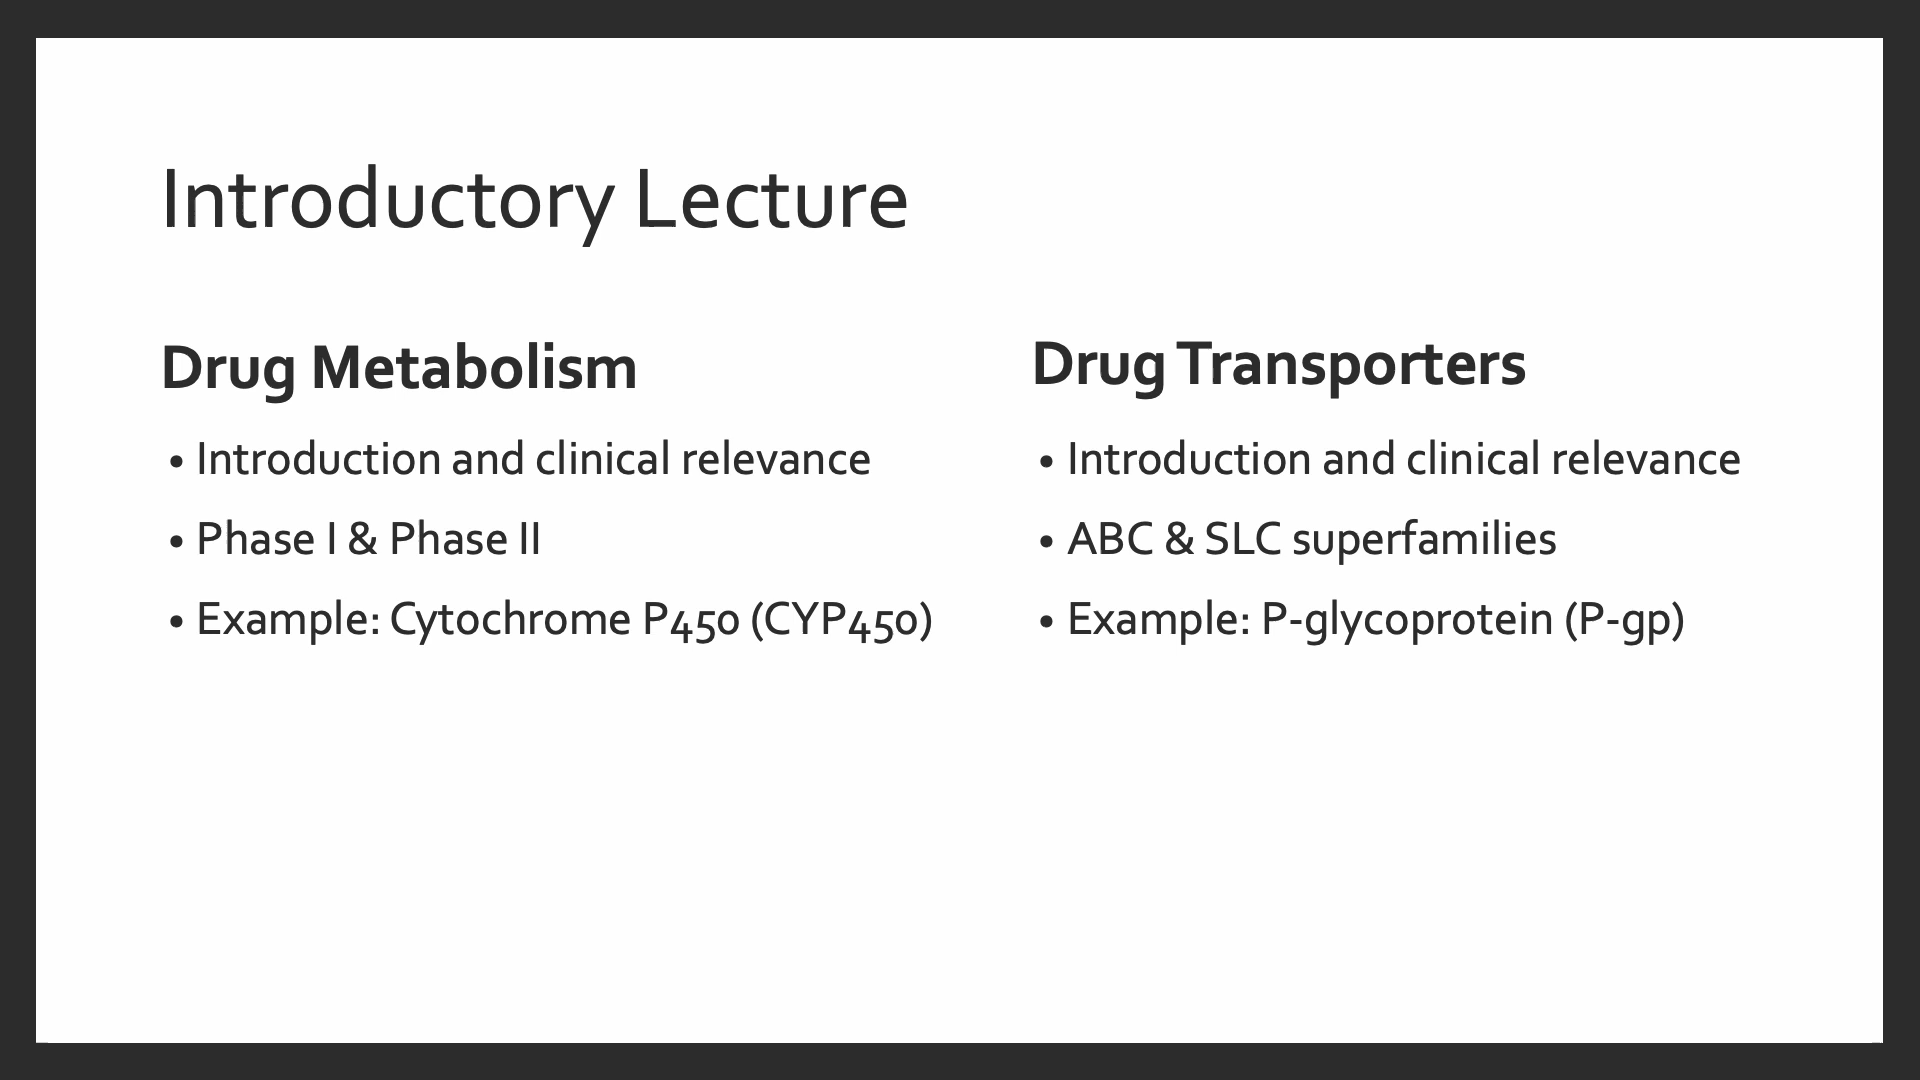 Introductory Lecture
Drug Metabolism
• Introduction and clinical relevance
• Phase I & Phase II
• Example: Cytochrome P450 (CYP450)
Drug Transporters
• Introduction and clinical relevance
• ABC & SLC superfamilies
• Example: P-glycoprotein (P-gp)